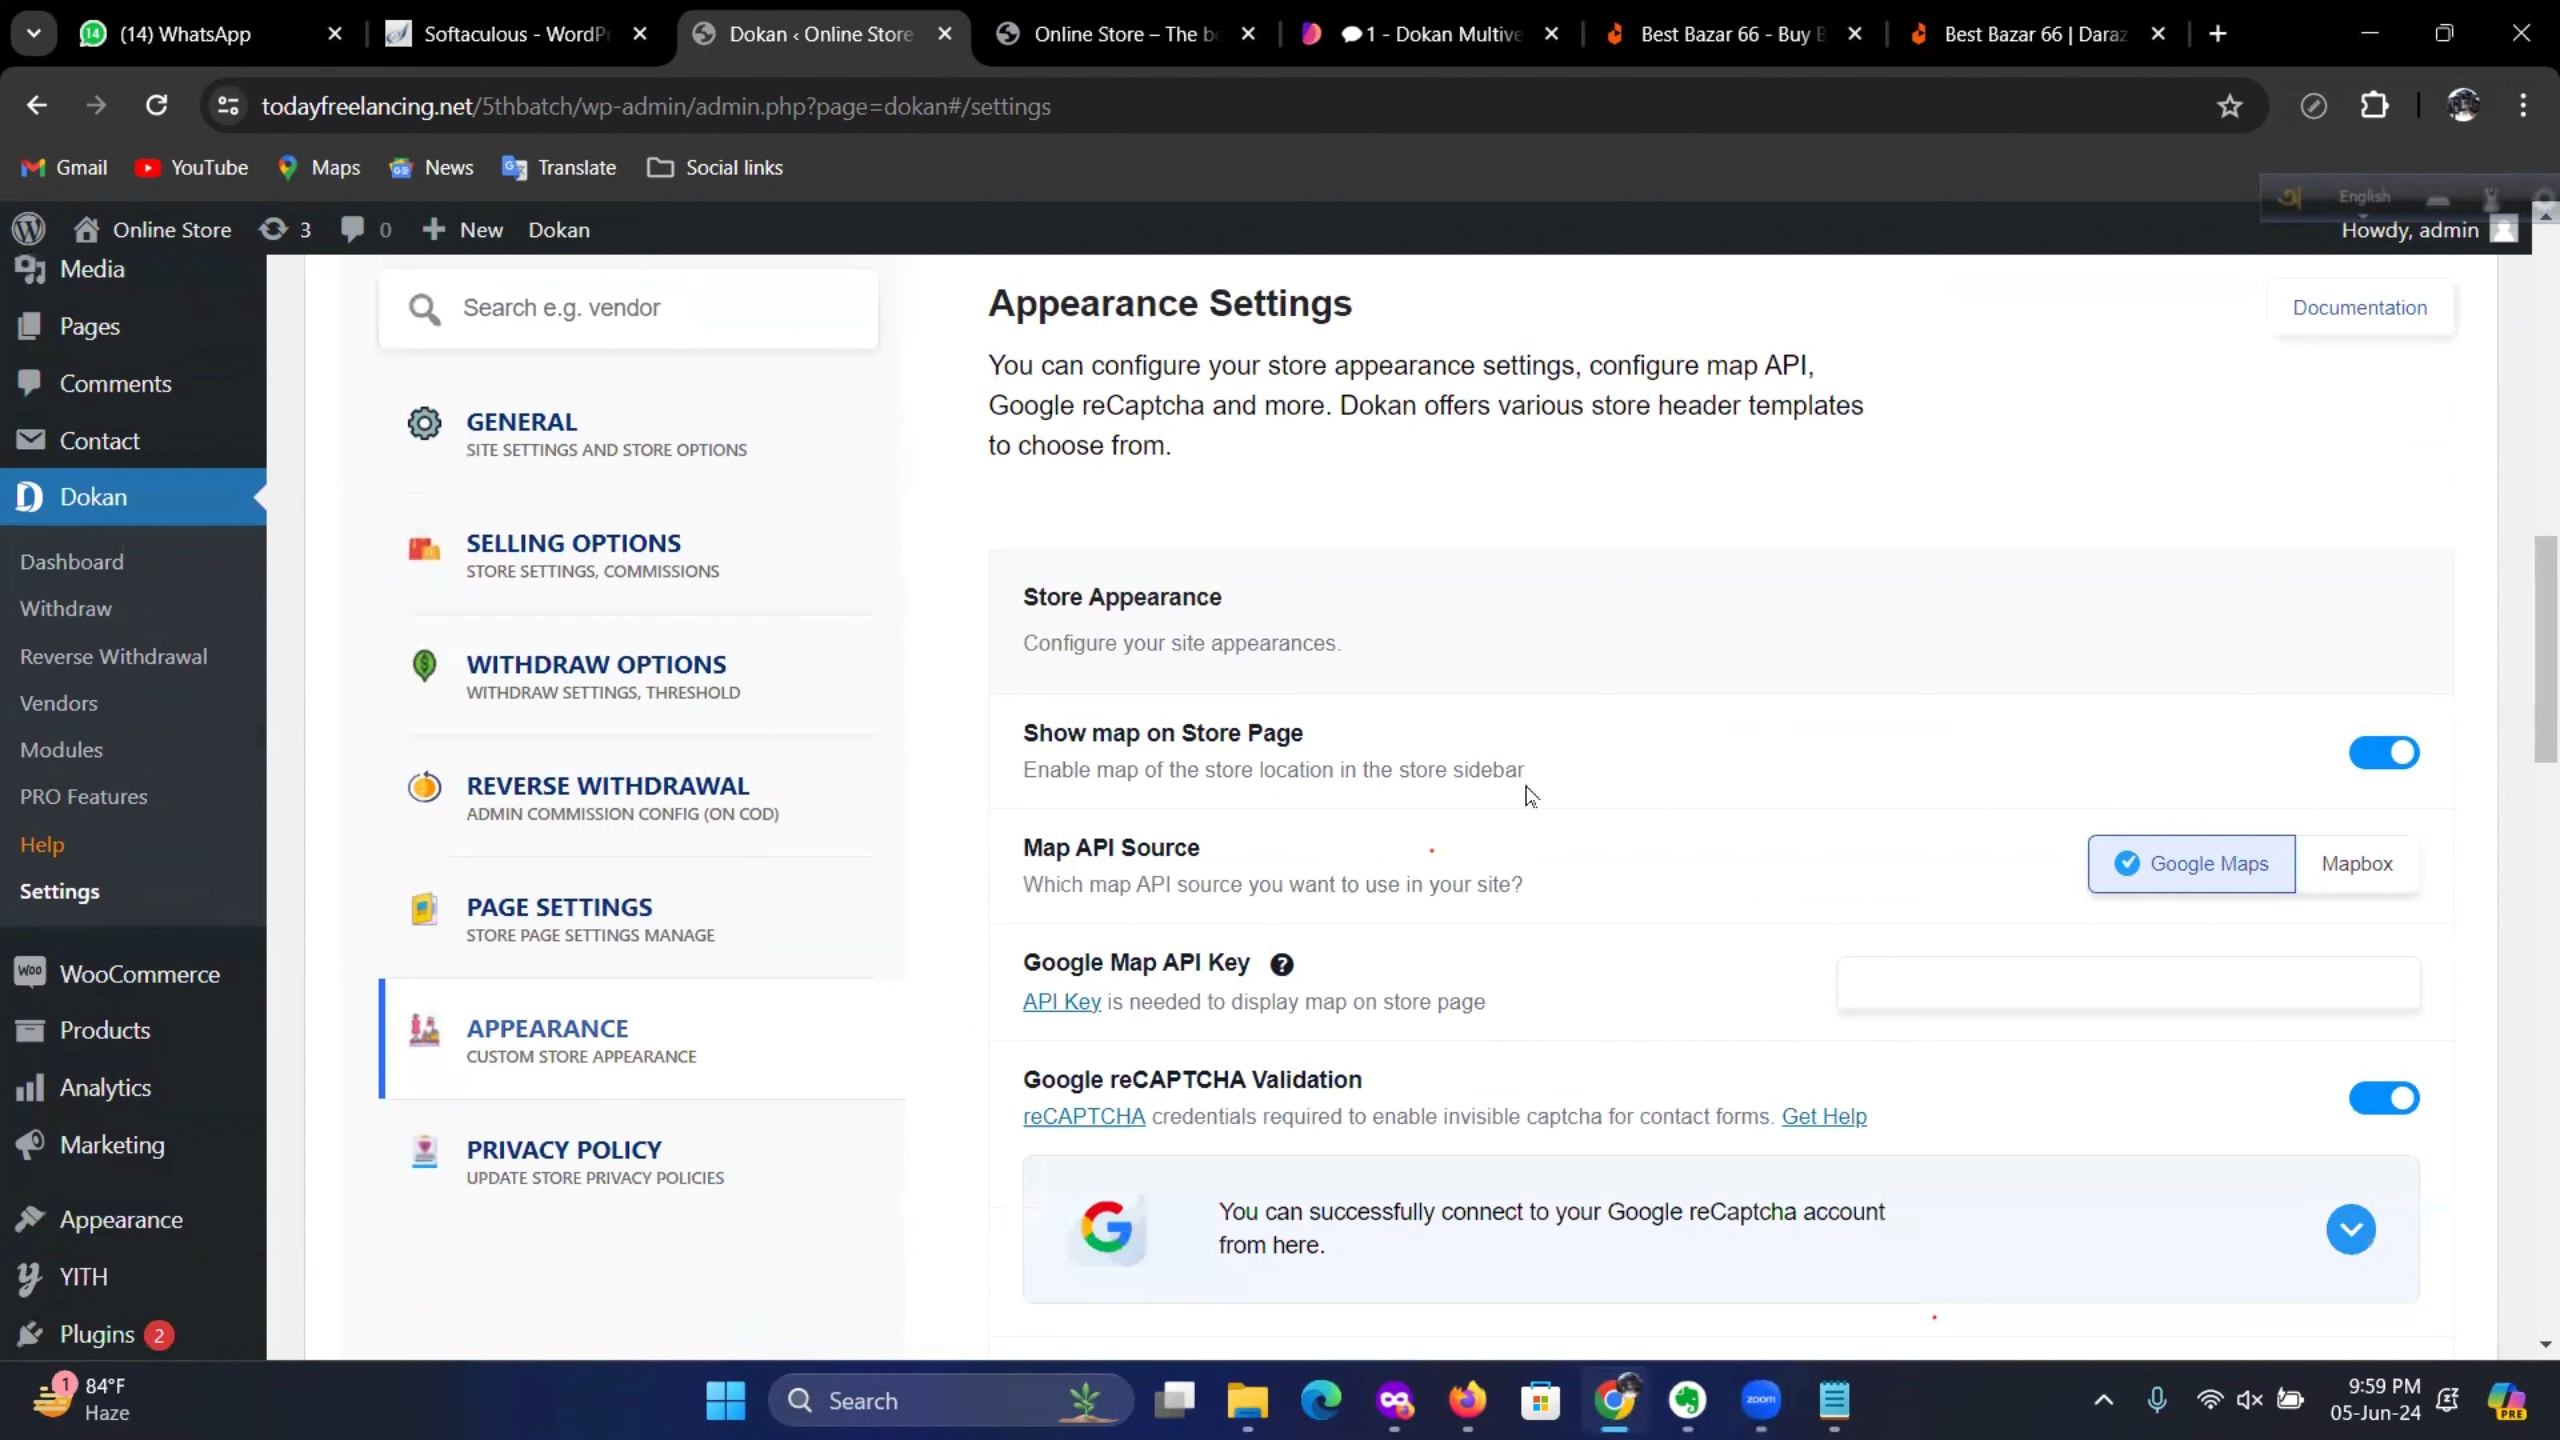 (14) WhatsApp
Softaculous - WordPr
Dokan ‹ Online Store
Online Store – The be
1 - Dokan Multive
Best Bazar 66 - Buy B
Best Bazar 66 | Daraz
todayfreelancing.net/5thbatch/wp-admin/admin.php?page=dokan#/settings
Gmail
YouTube
Maps
News
Translate
Social links
অ
English
Online Store
3
0
New
Dokan
Howdy, admin
Media
Pages
Comments
Contact
Dokan
Dashboard
Withdraw
Reverse Withdrawal
Vendors
Modules
PRO Features
Help
Settings
Woo
WooCommerce
Products
Analytics
Marketing
Appearance
YITH
Plugins 2
Search e.g. vendor
GENERAL
SITE SETTINGS AND STORE OPTIONS
SELLING OPTIONS
STORE SETTINGS, COMMISSIONS
WITHDRAW OPTIONS
WITHDRAW SETTINGS, THRESHOLD
REVERSE WITHDRAWAL
ADMIN COMMISSION CONFIG (ON COD)
PAGE SETTINGS
STORE PAGE SETTINGS MANAGE
APPEARANCE
CUSTOM STORE APPEARANCE
PRIVACY POLICY
UPDATE STORE PRIVACY POLICIES
Appearance Settings
Documentation
You can configure your store appearance settings, configure map API,
Google reCaptcha and more. Dokan offers various store header templates
to choose from.
Store Appearance
Configure your site appearances.
Show map on Store Page
Enable map of the store location in the store sidebar
Map API Source
Which map API source you want to use in your site?
Google Maps
Mapbox
Google Map API Key
API Key is needed to display map on store page
Google reCAPTCHA Validation
reCAPTCHA credentials required to enable invisible captcha for contact forms. Get Help
You can successfully connect to your Google reCaptcha account
from here.
1
84°F
Haze
Search
zoom
9:59 PM
05-Jun-24
PRE